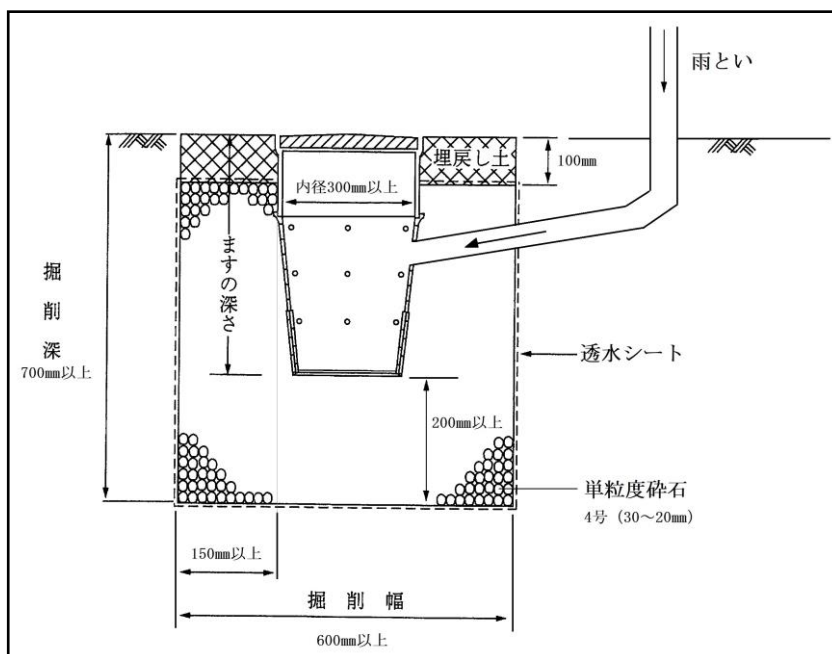 雨とい
埋戻し土
100㎜
内径300㎜以上
ますの深さ
掘削深
700㎜以上
透水シート
200㎜以上
単粒度砕石
4号（30～20㎜）
150㎜以上
掘削幅
600㎜以上